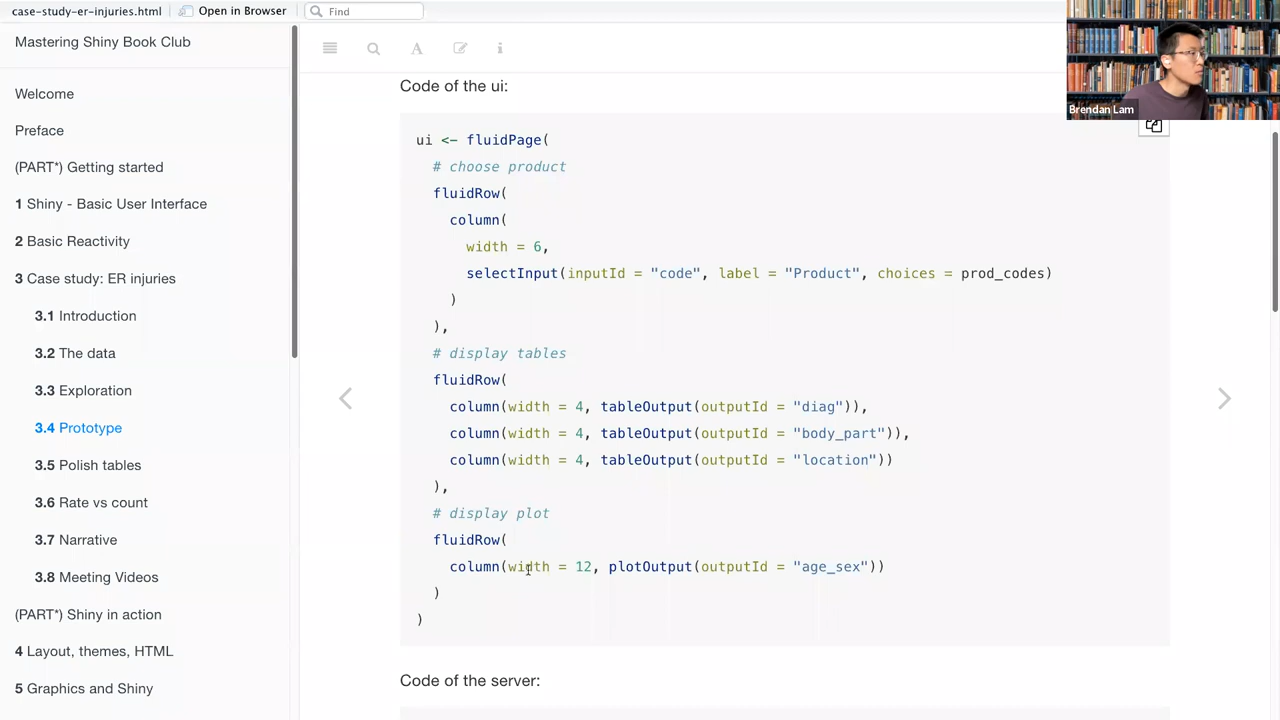 case-study-er-injuries.html
Open in Browser
Find
Mastering Shiny Book Club
Welcome
Preface
(PART*) Getting started
1 Shiny - Basic User Interface
2 Basic Reactivity
3 Case study: ER injuries
3.1 Introduction
3.2 The data
3.3 Exploration
3.4 Prototype
3.5 Polish tables
3.6 Rate vs count
3.7 Narrative
3.8 Meeting Videos
(PART*) Shiny in action
4 Layout, themes, HTML
5 Graphics and Shiny
Brendan Lam
Code of the ui:
ui <- fluidPage(
# choose product
fluidRow(
column(
width = 6,
selectInput(inputId = "code", label = "Product", choices = prod_codes)
)
),
# display tables
fluidRow(
column(width = 4, tableOutput(outputId = "diag")),
column(width = 4, tableOutput(outputId = "body_part")),
column(width = 4, tableOutput(outputId = "location"))
),
# display plot
fluidRow(
column(width = 12, plotOutput(outputId = "age_sex"))
)
)
Code of the server: